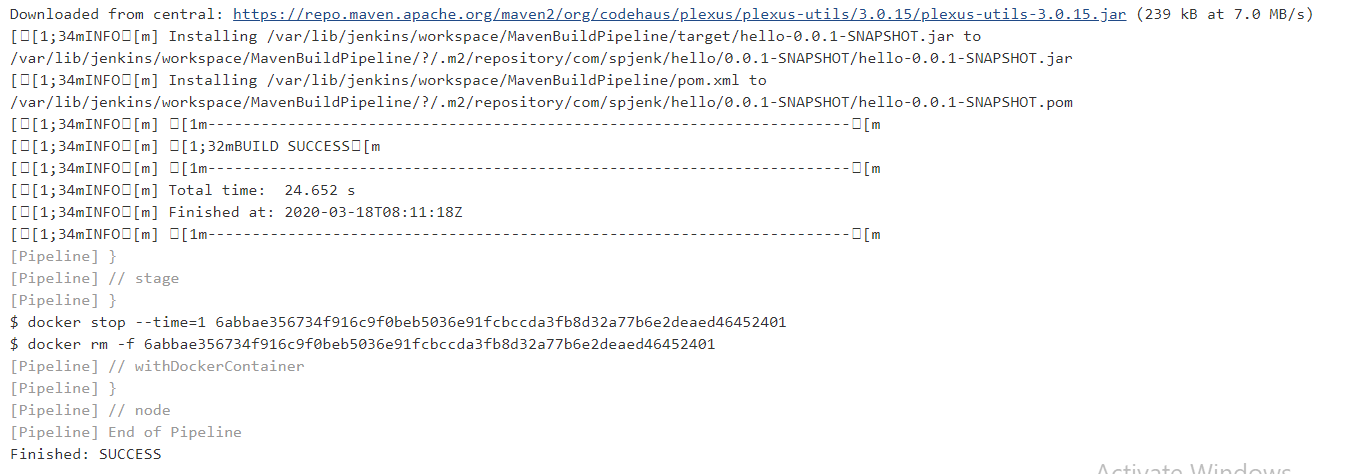 Downloaded from central: https://repo.maven.apache.org/maven2/org/codehaus/plexus/plexus-utils/3.0.15/plexus-utils-3.0.15.jar (239 kB at 7.0 MB/s)
[□[1;34mINFO□[m] Installing /var/lib/jenkins/workspace/MavenBuildPipeline/target/hello-0.0.1-SNAPSHOT.jar to
/var/lib/jenkins/workspace/MavenBuildPipeline/?/.m2/repository/com/spjenk/hello/0.0.1-SNAPSHOT/hello-0.0.1-SNAPSHOT.jar
[□[1;34mINFO□[m] Installing /var/lib/jenkins/workspace/MavenBuildPipeline/pom.xml to
/var/lib/jenkins/workspace/MavenBuildPipeline/?/.m2/repository/com/spjenk/hello/0.0.1-SNAPSHOT/hello-0.0.1-SNAPSHOT.pom
[□[1;34mINFO□[m] □[1m------------------------------------------------------------------------□[m
[□[1;34mINFO□[m] □[1;32mBUILD SUCCESS□[m
[□[1;34mINFO□[m] □[1m------------------------------------------------------------------------□[m
[□[1;34mINFO□[m] Total time:  24.652 s
[□[1;34mINFO□[m] Finished at: 2020-03-18T08:11:18Z
[□[1;34mINFO□[m] □[1m------------------------------------------------------------------------□[m
[Pipeline] }
[Pipeline] // stage
[Pipeline] }
$ docker stop --time=1 6abbae356734f916c9f0beb5036e91fcbccda3fb8d32a77b6e2deaed46452401
$ docker rm -f 6abbae356734f916c9f0beb5036e91fcbccda3fb8d32a77b6e2deaed46452401
[Pipeline] // withDockerContainer
[Pipeline] }
[Pipeline] // node
[Pipeline] End of Pipeline
Finished: SUCCESS
Activate Windows